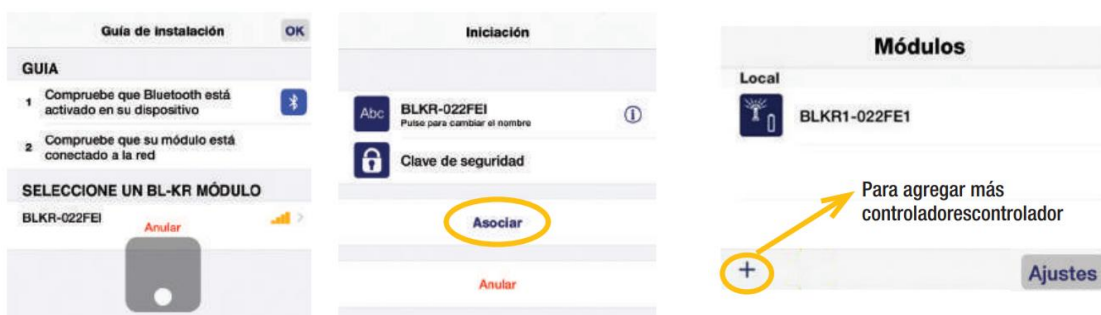 Guía de instalación
OK
GUIA
1 Compruebe que Bluetooth está
activado en su dispositivo
2 Compruebe que su módulo está
conectado a la red
SELECCIONE UN BL-KR MÓDULO
BLKR-022FEI
Anular
Iniciación
Abc
BLKR-022FEI
Pulse para cambiar el nombre
Clave de seguridad
Asociar
Anular
Módulos
Local
BLKR1-022FE1
Para agregar más
controladorescontrolador
+
Ajustes